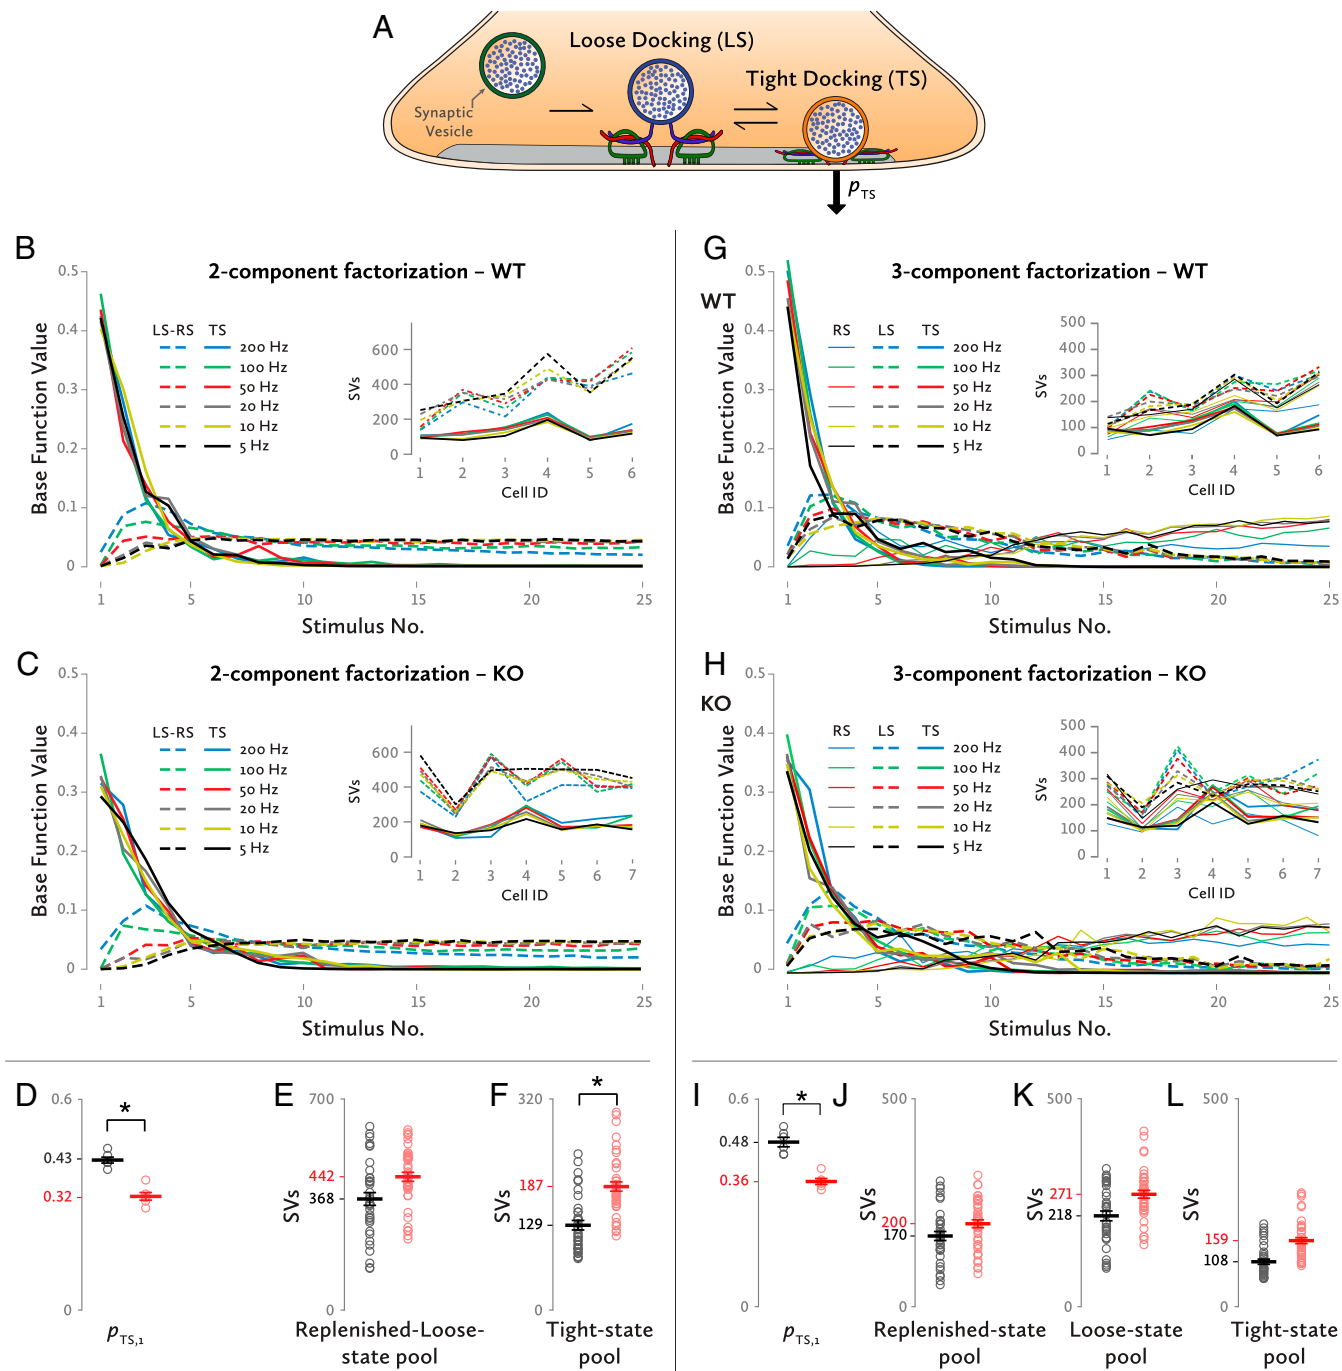 A
Loose Docking (LS)
Tight Docking (TS)
Synaptic
Vesicle
pTS
B
2-component factorization – WT
Base Function Value
0.5
0.4
0.3
0.2
0.1
0
LS-RS TS
200 Hz
100 Hz
50 Hz
20 Hz
10 Hz
5 Hz
SVs
600
400
200
0
1 2 3 4 5 6
Cell ID
1 5 10 15 20 25
Stimulus No.
G
3-component factorization – WT
WT
Base Function Value
0.5
0.4
0.3
0.2
0.1
0
RS LS TS
200 Hz
100 Hz
50 Hz
20 Hz
10 Hz
5 Hz
SVs
500
400
300
200
100
0
1 2 3 4 5 6
Cell ID
1 5 10 15 20 25
Stimulus No.
C
2-component factorization – KO
Base Function Value
0.5
0.4
0.3
0.2
0.1
0
LS-RS TS
200 Hz
100 Hz
50 Hz
20 Hz
10 Hz
5 Hz
SVs
600
400
200
0
1 2 3 4 5 6 7
Cell ID
1 5 10 15 20 25
Stimulus No.
H
3-component factorization – KO
KO
Base Function Value
0.5
0.4
0.3
0.2
0.1
0
RS LS TS
200 Hz
100 Hz
50 Hz
20 Hz
10 Hz
5 Hz
SVs
500
400
300
200
100
0
1 2 3 4 5 6 7
Cell ID
1 5 10 15 20 25
Stimulus No.
D
0.6
*
0.43
0.32
0
pTS,1
E
SVs
700
442
368
0
Replenished-Loose-
state pool
F
SVs
320
*
187
129
0
Tight-state
pool
I
0.6
*
0.48
0.36
0
pTS,1
J
SVs
500
200
170
0
Replenished-state
pool
K
SVs
500
271
218
0
Loose-state
pool
L
SVs
500
159
108
0
Tight-state
pool